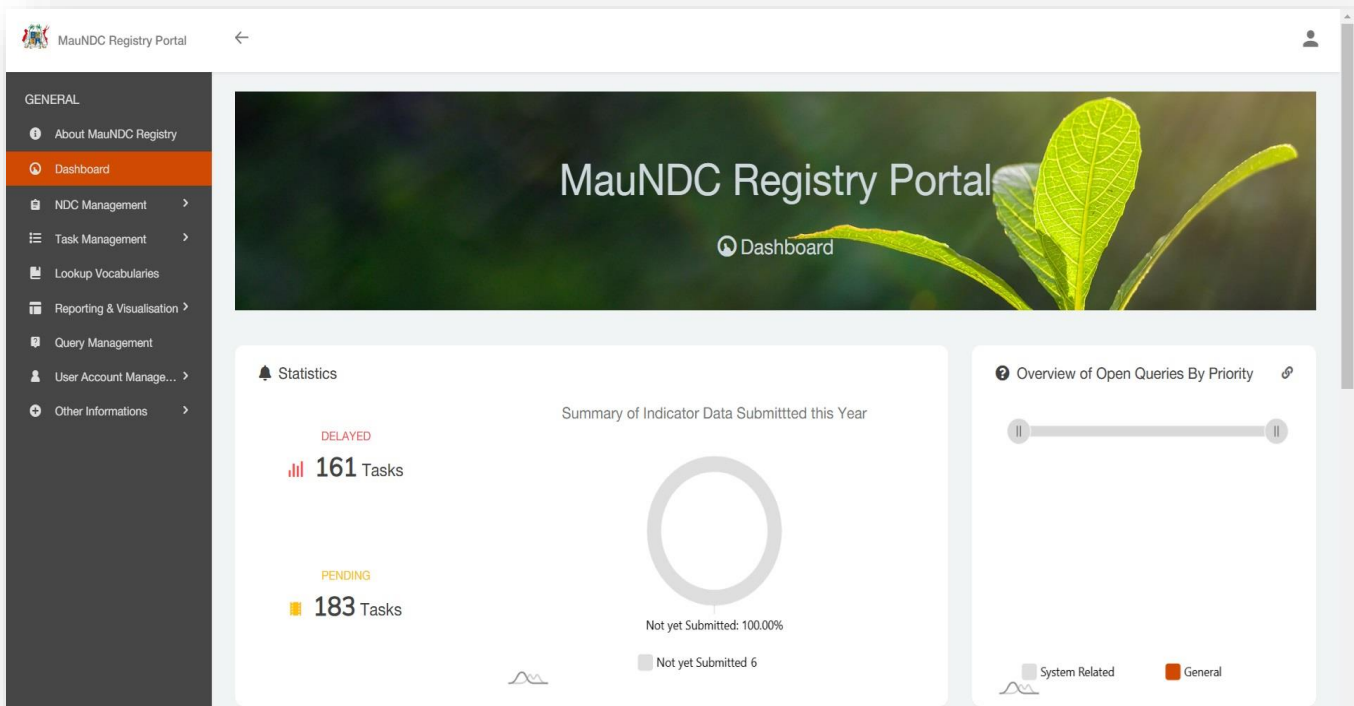 MauNDC Registry Portal
GENERAL
About MauNDC Registry
Dashboard
NDC Management
Task Management
Lookup Vocabularies
Reporting & Visualisation
Query Management
User Account Manage...
Other Informations
MauNDC Registry Portal
Dashboard
Statistics
DELAYED
161 Tasks
PENDING
183 Tasks
Summary of Indicator Data Submittted this Year
Not yet Submitted: 100.00%
Not yet Submitted 6
Overview of Open Queries By Priority
System Related
General